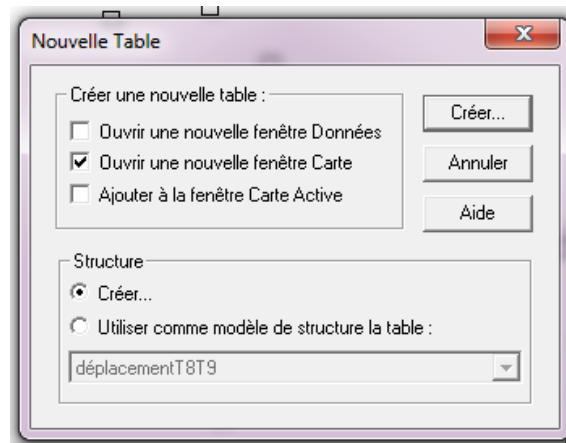 Nouvelle Table
Créer une nouvelle table :
Ouvrir une nouvelle fenêtre Données
Ouvrir une nouvelle fenêtre Carte
Ajouter à la fenêtre Carte Active
Créer...
Annuler
Aide
Structure
Créer...
Utiliser comme modèle de structure la table :
déplacementT8T9